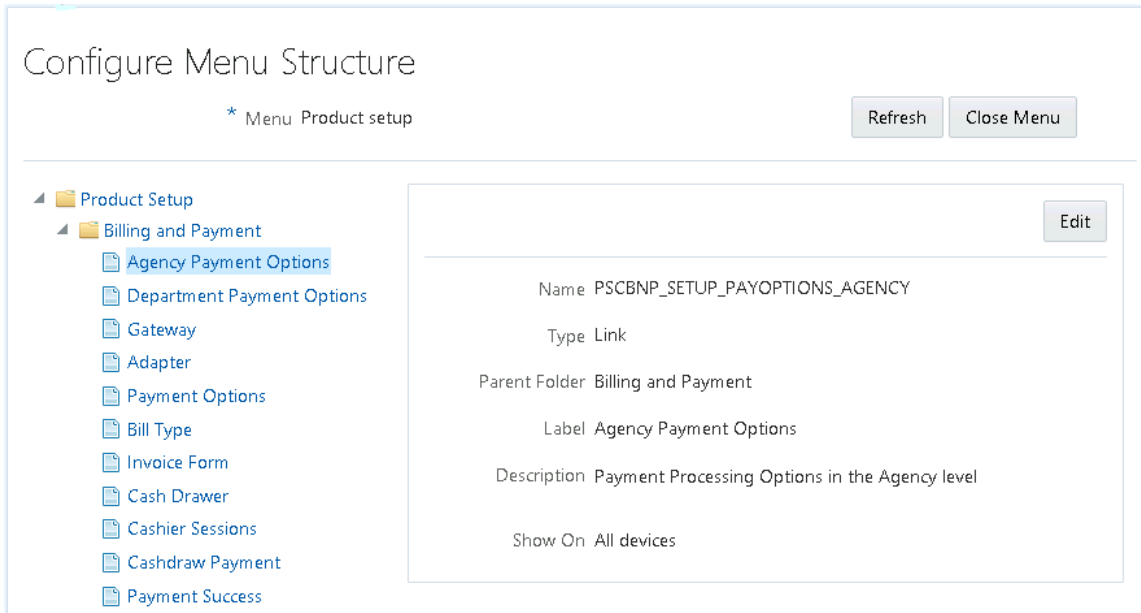 Configure Menu Structure
* Menu Product setup
Refresh
Close Menu
Product Setup
Billing and Payment
Agency Payment Options
Department Payment Options
Gateway
Adapter
Payment Options
Bill Type
Invoice Form
Cash Drawer
Cashier Sessions
Cashdraw Payment
Payment Success
Edit
Name PSCBNP_SETUP_PAYOPTIONS_AGENCY
Type Link
Parent Folder Billing and Payment
Label Agency Payment Options
Description Payment Processing Options in the Agency level
Show On All devices